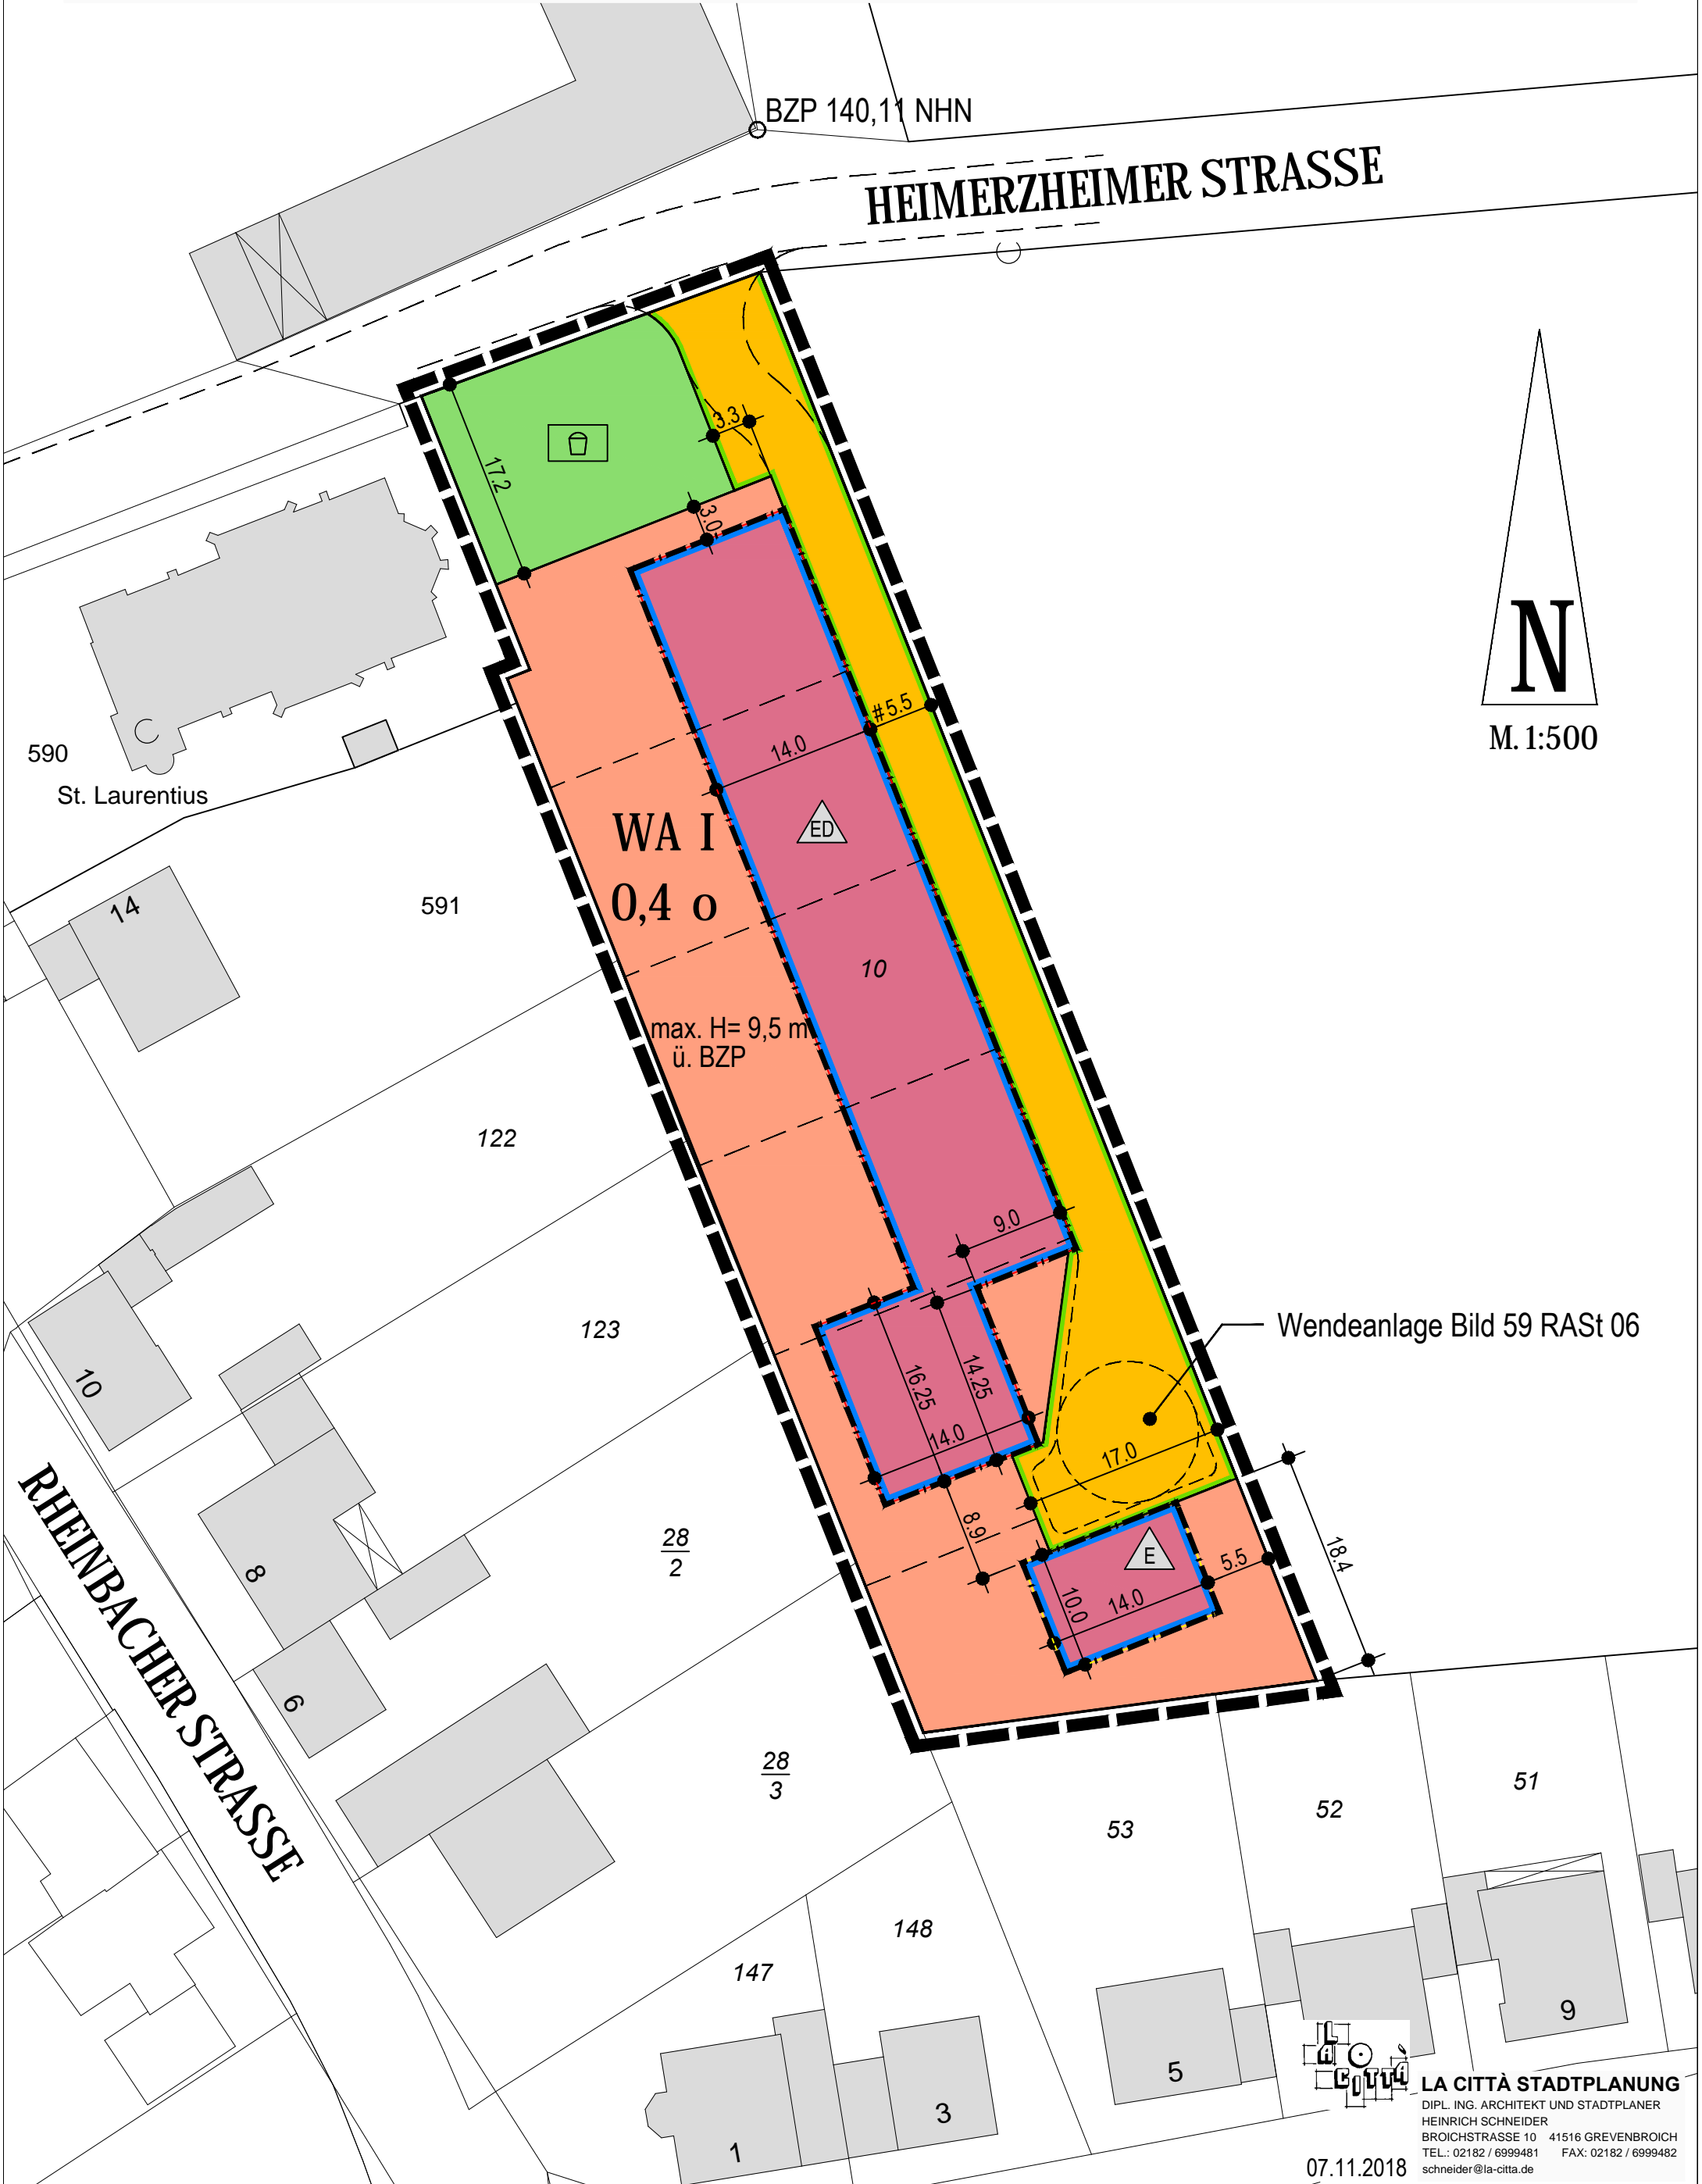 BZP 140,11 NHN
HEIMERZHEIMER STRASSE
3.3
17.2
3.0
N
M. 1:500
#5.5
14.0
590
St. Laurentius
ED
WA I
0,4 o
14
591
10
max. H= 9,5 m
ü. BZP
122
9.0
123
Wendeanlage Bild 59 RASt 06
10
16.25
14.25
14.0
17.0
RHEINBACHER STRASSE
8
28
2
8.9
E
5.5
18.4
10.0
14.0
6
28
3
51
52
53
148
147
9
5
3
1
LA CITTÀ
LA CITTÀ STADTPLANUNG
DIPL. ING. ARCHITEKT UND STADTPLANER
HEINRICH SCHNEIDER
BROICHSTRASSE 10 41516 GREVENBROICH
TEL.: 02182 / 6999481 FAX: 02182 / 6999482
schneider@la-citta.de
07.11.2018